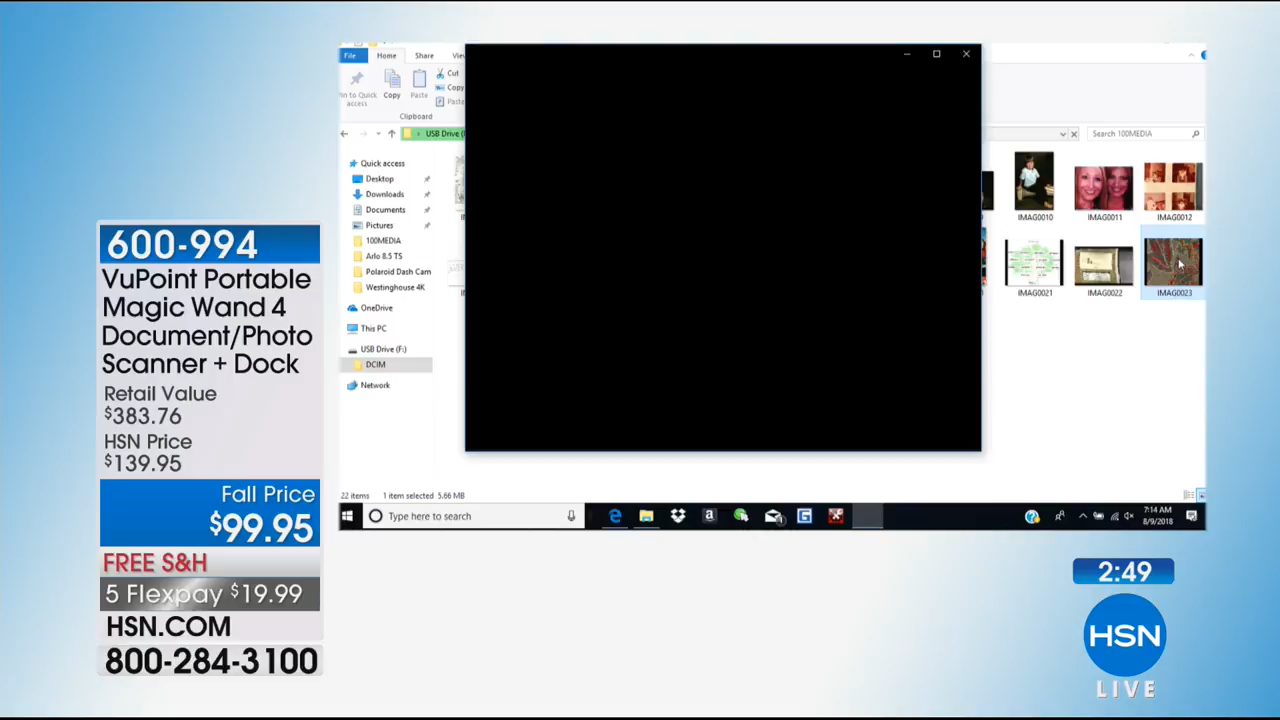 600-994
VuPoint Portable
Magic Wand 4
Document/Photo
Scanner + Dock
Retail Value
$383.76
HSN Price
$139.95
Fall Price
$99.95
FREE S&H
5 Flexpay $19.99
HSN.COM
800-284-3100
File Home Share
Cut
Copy
Copy Paste
access
Clipboard
USB Drive
Search 100MEDIA
Quick access
Desktop
Downloads
Documents
Pictures
100MEDIA
Arlo 8.5 TS
Polaroid Dash Cam
Westinghouse 4K
OneDrive
This PC
USB Drive (F:)
DCIM
Network
IMAG0010 IMAG0011 IMAG0012
IMAG0021 IMAG0022 IMAG0023
22 items 1 item selected 5.66 MB
Type here to search
7:14 AM
8/9/2018
2:49
HSN
LIVE